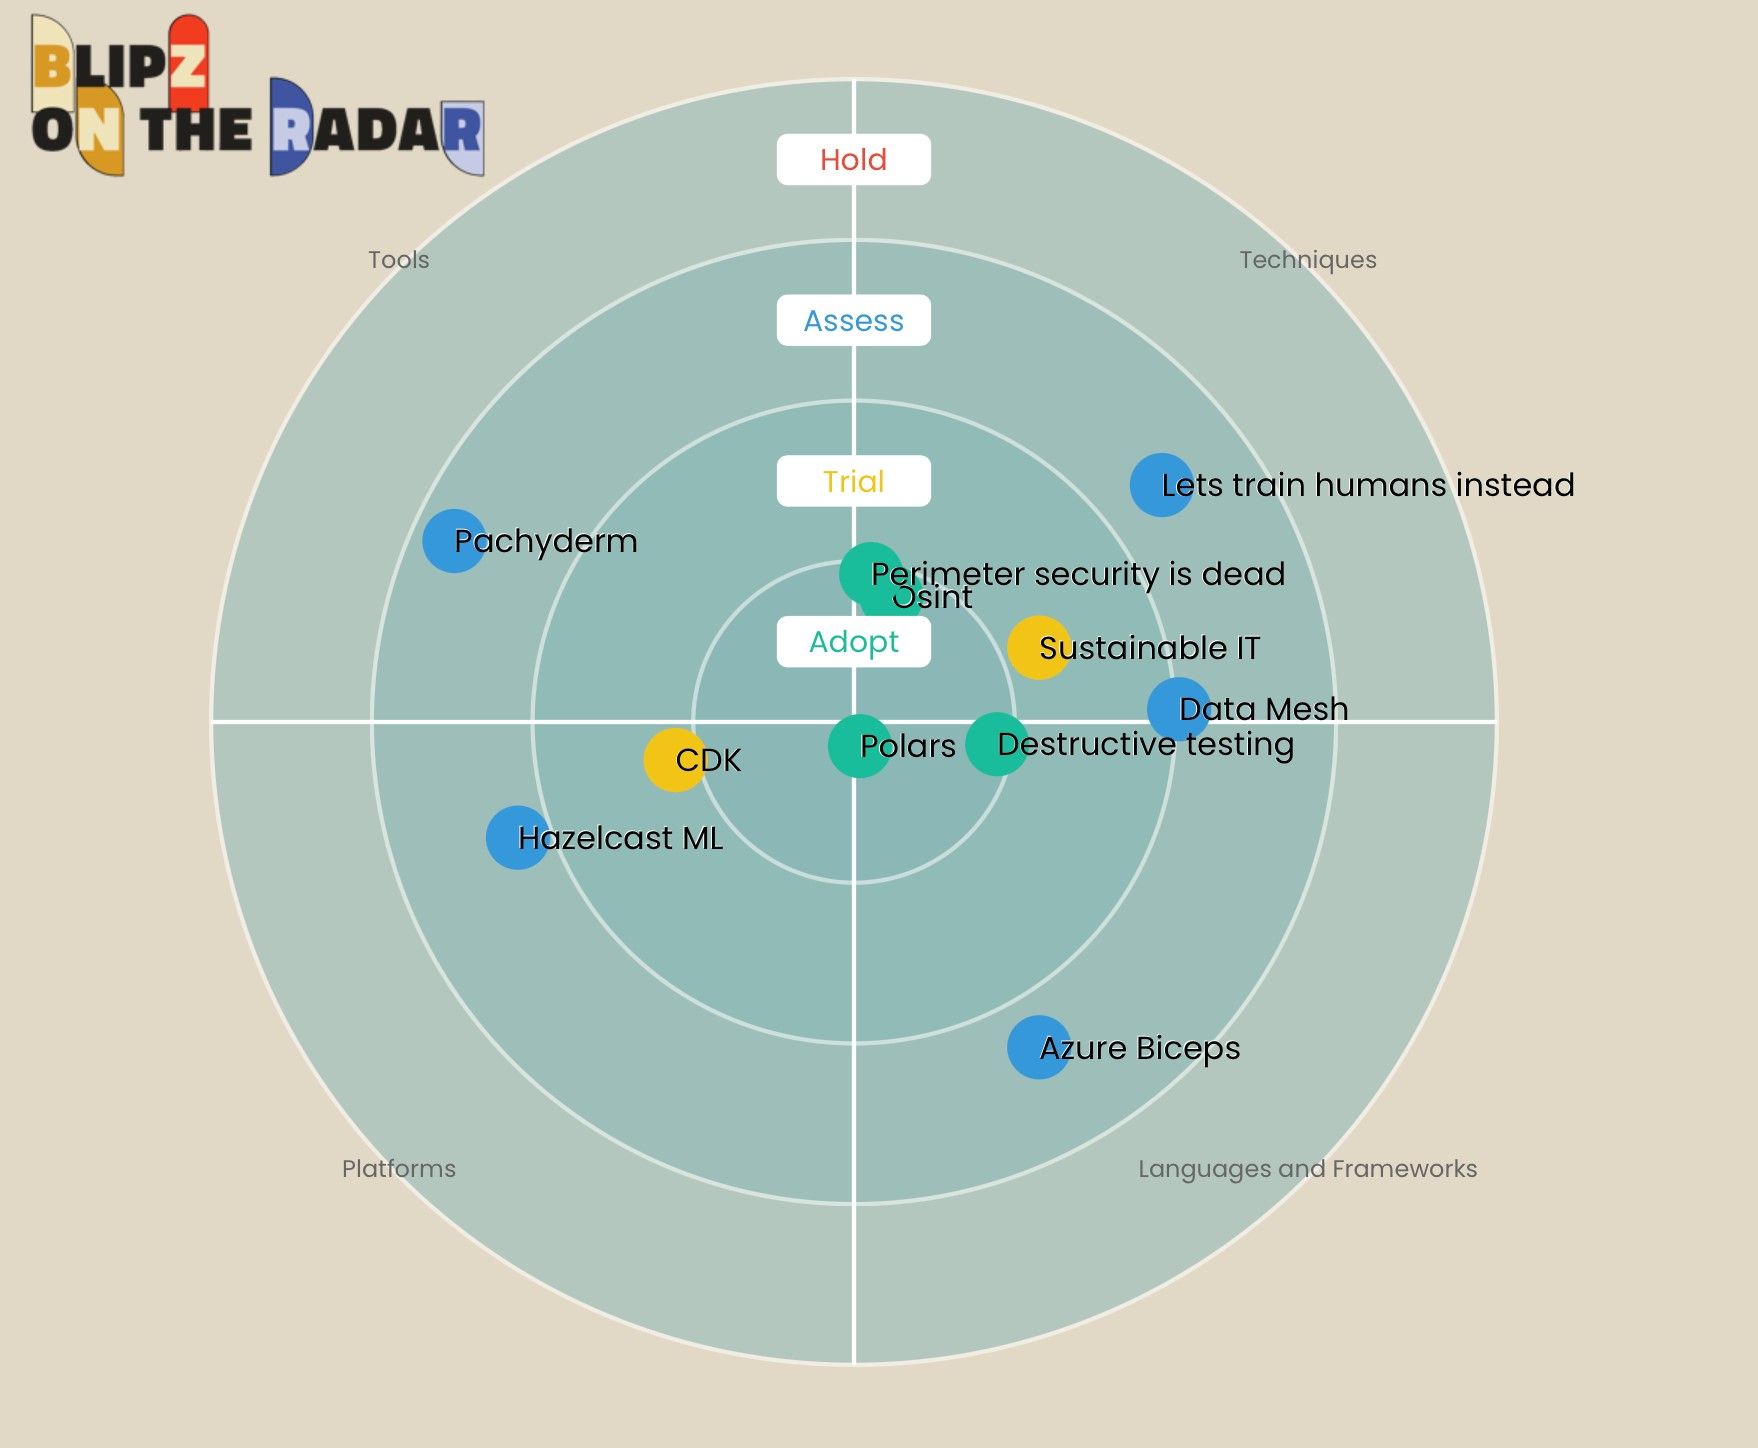 BLIPZ
ON THE RADAR
Hold
Tools
Techniques
Assess
Trial
Lets train humans instead
Pachyderm
Perimeter security is dead
Osint
Adopt
Sustainable IT
Data Mesh
Destructive testing
Polars
CDK
Hazelcast ML
Azure Biceps
Platforms
Languages and Frameworks